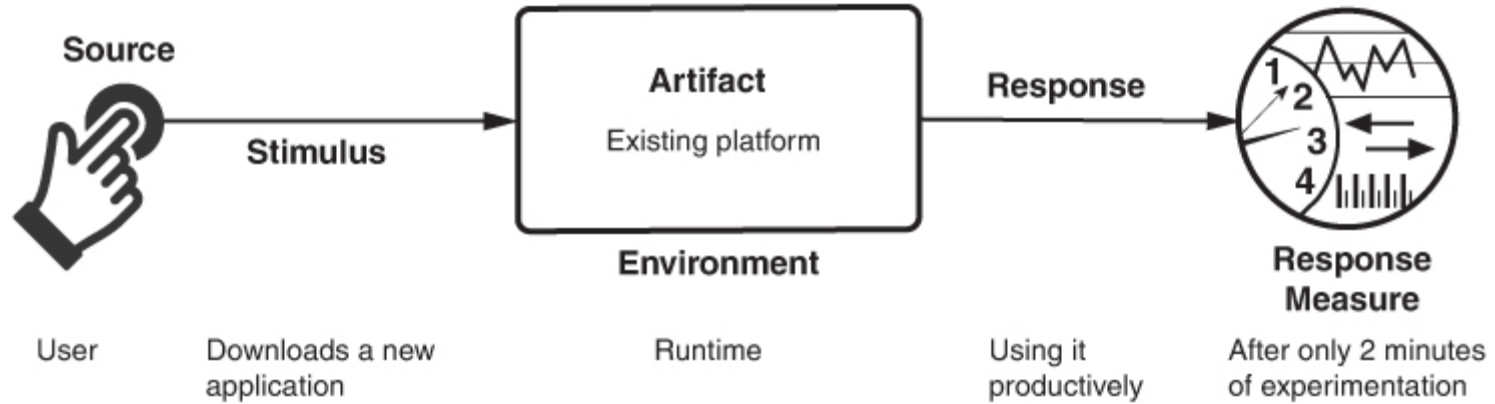 Source
Stimulus
Artifact
Existing platform
Environment
Response
1
2
3
4
Response
Measure
User
Downloads a new
application
Runtime
Using it
productively
After only 2 minutes
of experimentation